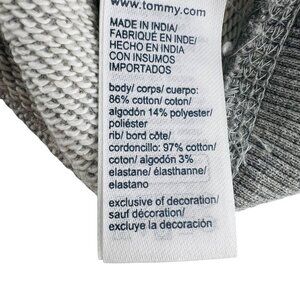 www.tommy.com
MADE IN INDIA/
FABRIQUÉ EN INDE/
HECHO EN INDIA
CON INSUMOS
IMPORTADOS
body/ corps/ cuerpo:
86% cotton/ coton/
algodón 14% polyester/
poliéster
rib/ bord côte/
cordoncillo: 97% cotton/
coton/ algodón 3%
elastane/ élasthanne/
elastano
exclusive of decoration/
sauf décoration/
excluye la decoración